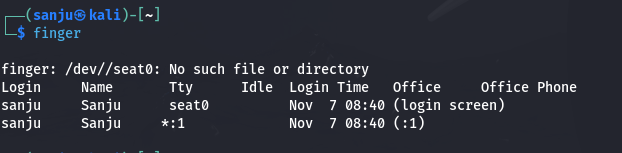 (sanju㉿kali)-[~]
$ finger
finger: /dev//seat0: No such file or directory
Login     Name       Tty      Idle  Login Time   Office     Office Phone
sanju     Sanju      seat0          Nov  7 08:40 (login screen)
sanju     Sanju     *:1             Nov  7 08:40 (:1)